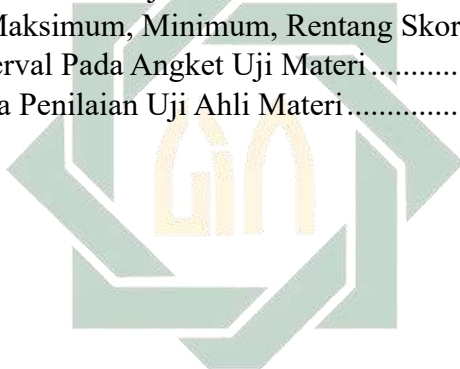 Maksimum, Minimum, Rentang Skor
erval Pada Angket Uji Materi............
a Penilaian Uji Ahli Materi..............